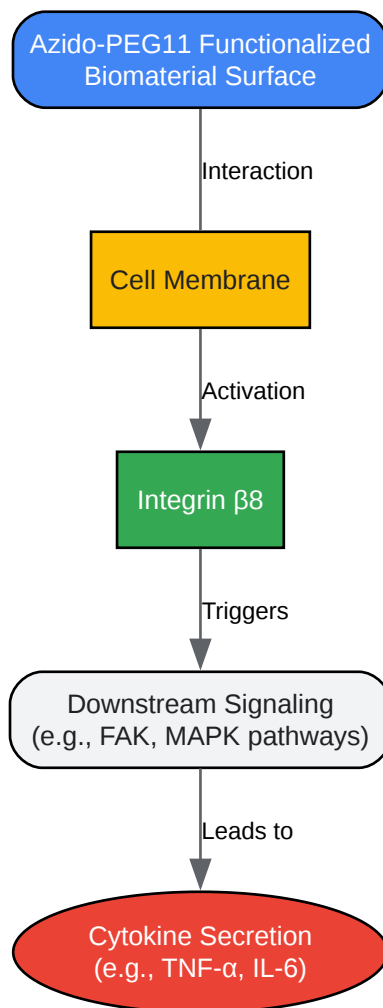 Azido-PEG11 Functionalized
Biomaterial Surface
Interaction
Cell Membrane
Activation
Integrin β8
Triggers
Downstream Signaling
(e.g., FAK, MAPK pathways)
Leads to
Cytokine Secretion
(e.g., TNF-α, IL-6)